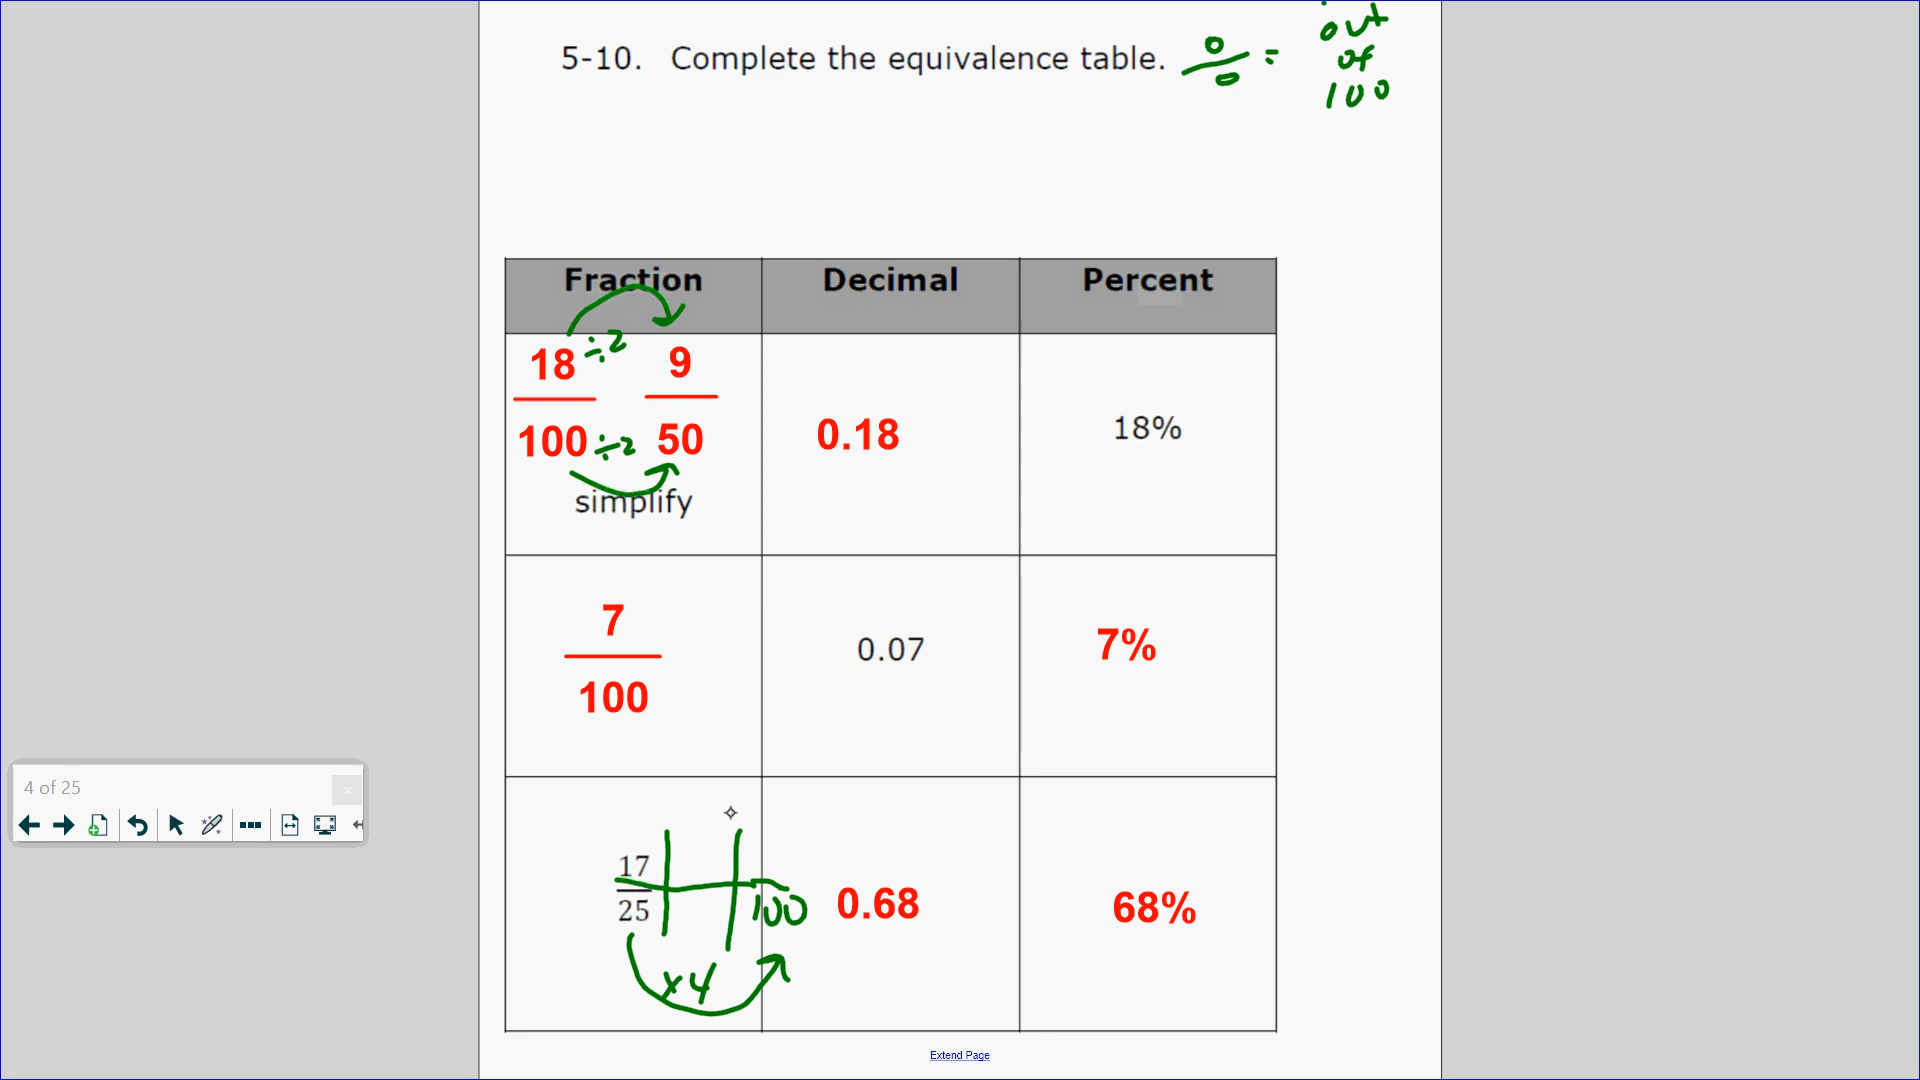 5-10. Complete the equivalence table. % = out
of
100
Fraction Decimal Percent
18 ÷2 9
100 ÷2 50
simplify
0.18
18%
7
100
0.07
7%
17
25
100
×4
0.68
68%
4 of 25
Extend Page